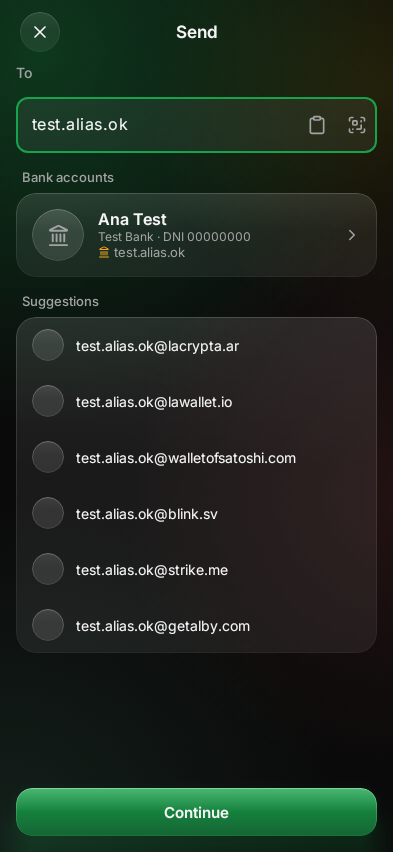 Send
To
test.alias.ok
Bank accounts
Ana Test
Test Bank · DNI 00000000
test.alias.ok
Suggestions
test.alias.ok@lacrypta.ar
test.alias.ok@lawallet.io
test.alias.ok@walletofsatoshi.com
test.alias.ok@blink.sv
test.alias.ok@strike.me
test.alias.ok@getalby.com
Continue